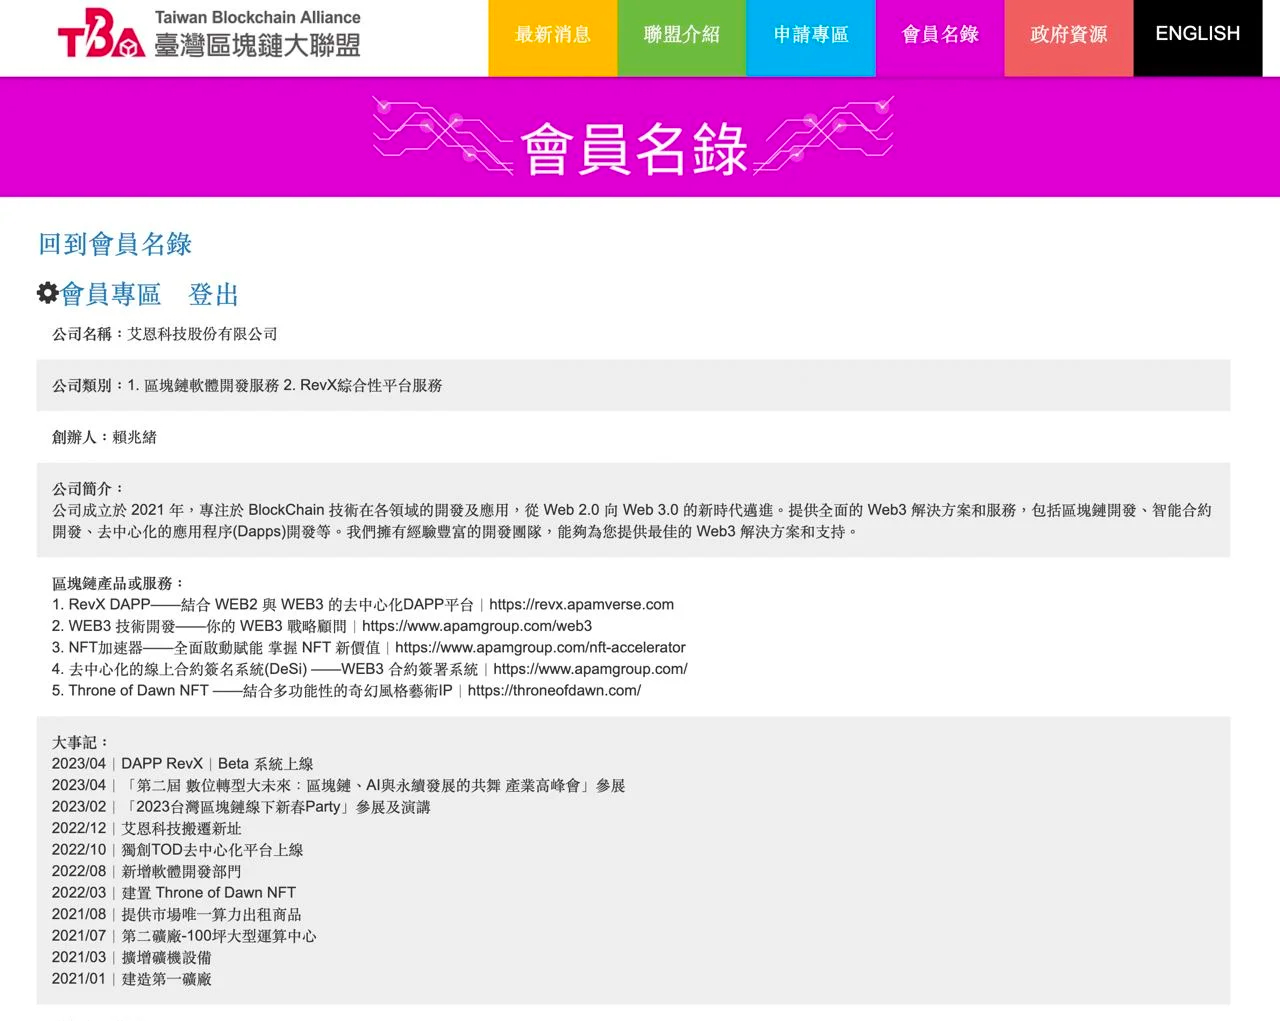 TBA
Taiwan Blockchain Alliance
臺灣區塊鏈大聯盟
最新消息
聯盟介紹
申請專區
會員名錄
政府資源
ENGLISH
會員名錄
回到會員名錄
會員專區 登出
公司名稱：艾恩科技股份有限公司
公司類別：1. 區塊鏈軟體開發服務 2. RevX綜合性平台服務
創辦人：賴兆緒
公司簡介：
公司成立於 2021 年，專注於 BlockChain 技術在各領域的開發及應用，從 Web 2.0 向 Web 3.0 的新時代邁進。提供全面的 Web3 解決方案和服務，包括區塊鏈開發、智能合約
開發、去中心化的應用程序(Dapps)開發等。我們擁有經驗豐富的開發團隊，能夠為您提供最佳的 Web3 解決方案和支持。
區塊鏈產品或服務：
1. RevX DAPP——結合 WEB2 與 WEB3 的去中心化DAPP平台｜https://revx.apamverse.com
2. WEB3 技術開發——你的 WEB3 戰略顧問｜https://www.apamgroup.com/web3
3. NFT加速器——全面啟動賦能 掌握 NFT 新價值｜https://www.apamgroup.com/nft-accelerator
4. 去中心化的線上合約簽名系統(DeSi) ——WEB3 合約簽署系統｜https://www.apamgroup.com/
5. Throne of Dawn NFT ——結合多功能性的奇幻風格藝術IP｜https://throneofdawn.com/
大事記：
2023/04｜DAPP RevX｜Beta 系統上線
2023/04｜「第二屆 數位轉型大未來：區塊鏈、AI與永續發展的共舞 產業高峰會」參展
2023/02｜「2023台灣區塊鏈線下新春Party」參展及演講
2022/12｜艾恩科技搬遷新址
2022/10｜獨創TOD去中心化平台上線
2022/08｜新增軟體開發部門
2022/03｜建置 Throne of Dawn NFT
2021/08｜提供市場唯一算力出租商品
2021/07｜第二礦廠-100坪大型運算中心
2021/03｜擴增礦機設備
2021/01｜建造第一礦廠